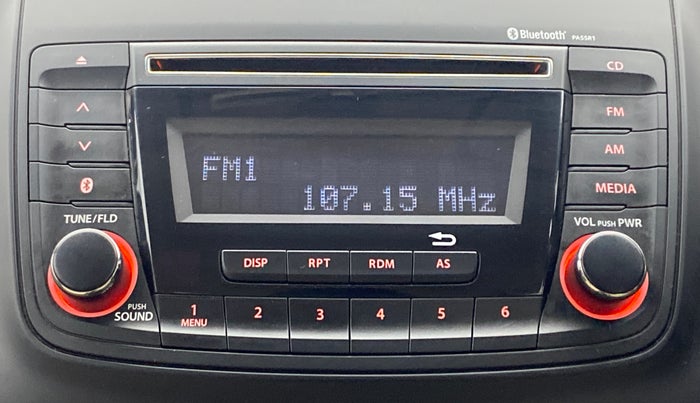 Bluetooth® PASSR1
CD
FM
AM
MEDIA
FM1
107.15 MHz
TUNE/FLD
VOL PUSH PWR
DISP RPT RDM AS
PUSH
SOUND
1 2 3 4 5 6
MENU